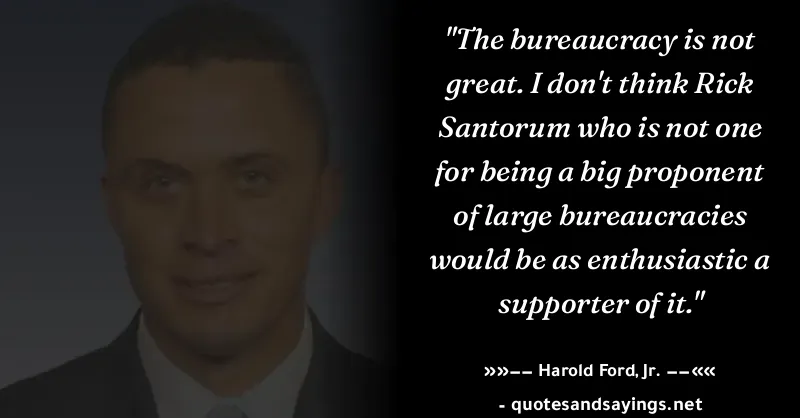 "The bureaucracy is not
great. I don't think Rick
Santorum who is not one
for being a big proponent
of large bureaucracies
would be as enthusiastic a
supporter of it."
»»−− Harold Ford, Jr. −−««
- quotesandsayings.net